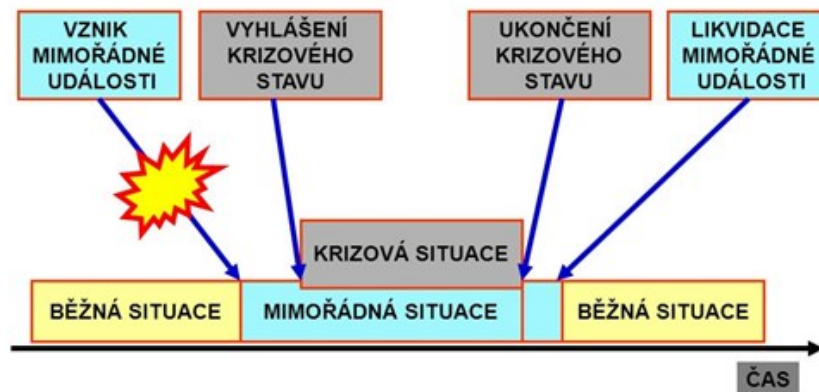 VZNIK
MIMOŘÁDNÉ
UDÁLOSTI
VYHLÁŠENÍ
KRIZOVÉHO
STAVU
UKONČENÍ
KRIZOVÉHO
STAVU
LIKVIDACE
MIMOŘÁDNÉ
UDÁLOSTI
KRIZOVÁ SITUACE
BĚŽNÁ SITUACE
MIMOŘÁDNÁ SITUACE
BĚŽNÁ SITUACE
ČAS